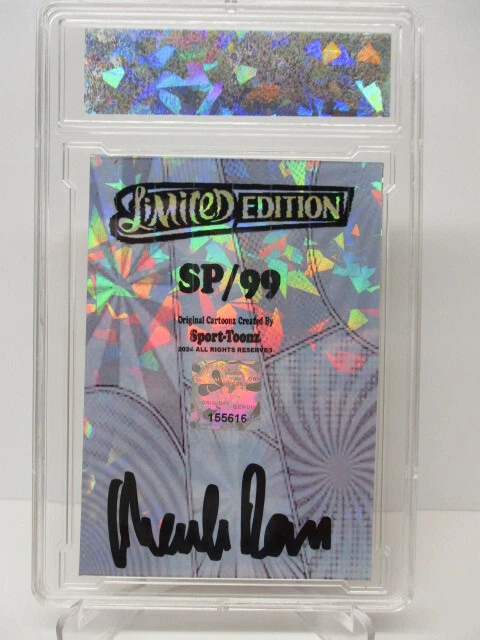 LIMITED EDITION
SP/99
Original Cartoonz Created By
Sport-Toonz
2024 ALL RIGHTS RESERVED
155616